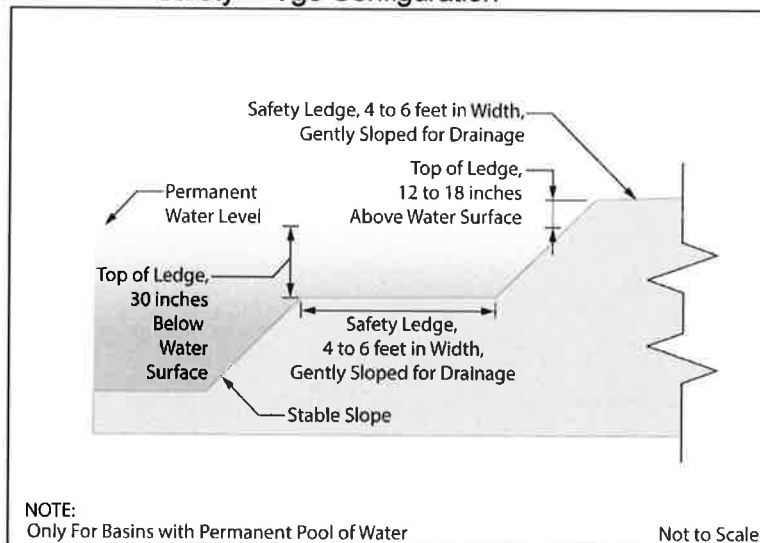 Configuration
Safety Ledge, 4 to 6 feet in Width,
Gently Sloped for Drainage
Top of Ledge,
12 to 18 inches
Above Water Surface
Permanent
Water Level
Top of Ledge,
30 inches
Below
Water
Surface
Safety Ledge,
4 to 6 feet in Width,
Gently Sloped for Drainage
Stable Slope
NOTE:
Only For Basins with Permanent Pool of Water
Not to Scale